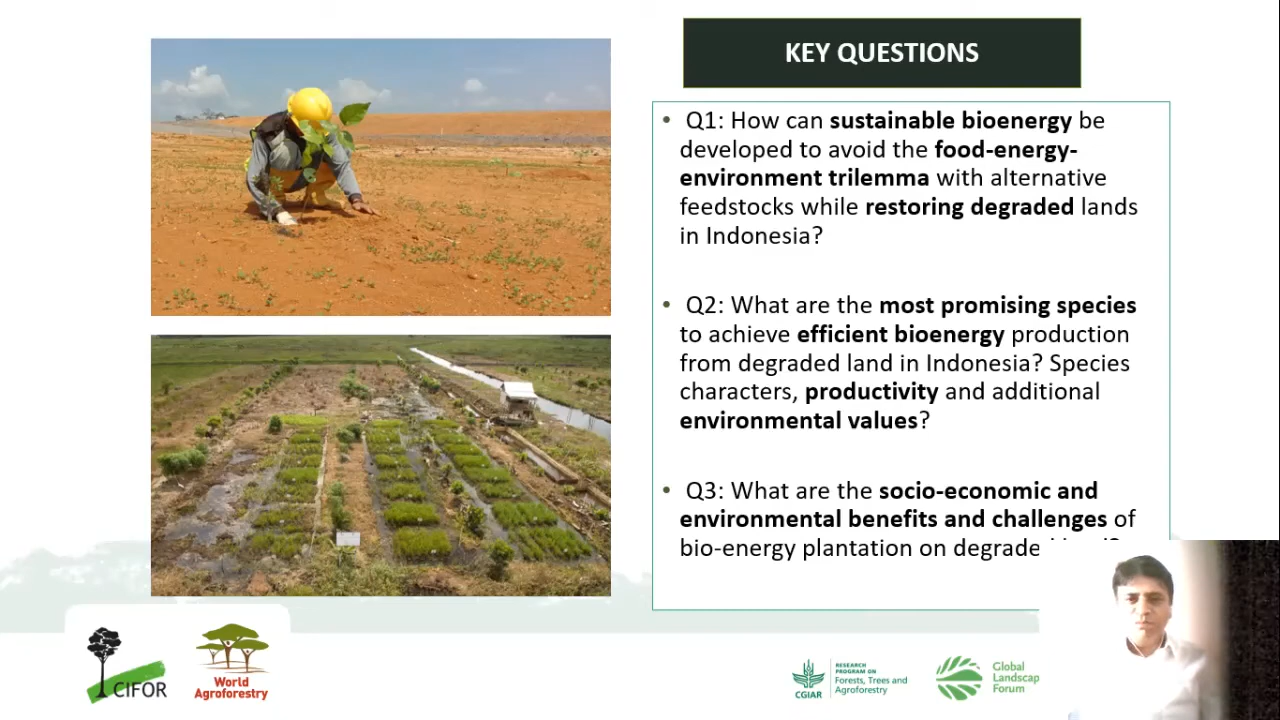 KEY QUESTIONS
• Q1: How can sustainable bioenergy be
developed to avoid the food-energy-
environment trilemma with alternative
feedstocks while restoring degraded lands
in Indonesia?
• Q2: What are the most promising species
to achieve efficient bioenergy production
from degraded land in Indonesia? Species
characters, productivity and additional
environmental values?
• Q3: What are the socio-economic and
environmental benefits and challenges of
bio-energy plantation on
CIFOR
World
Agroforestry
CGIAR
RESEARCH
PROGRAM ON
Forests, Trees and
Agroforestry
Global
Landscap
Forum